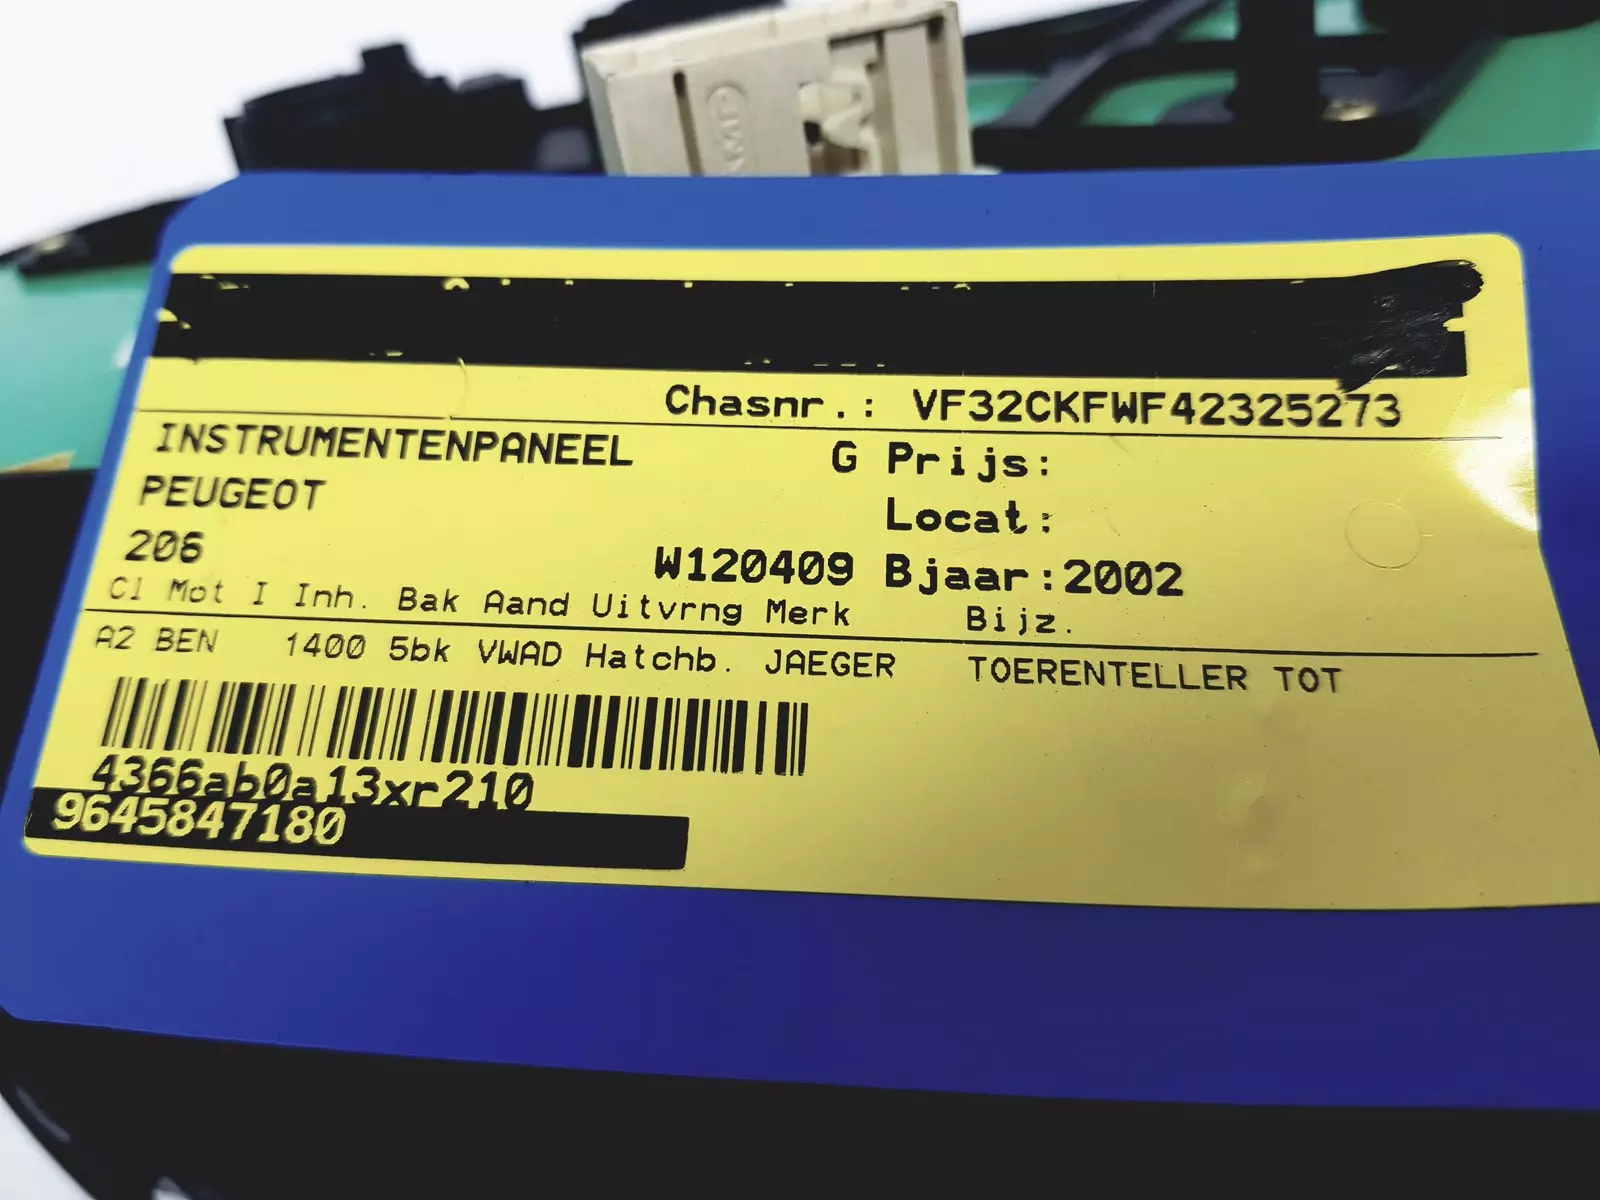 AMP
Chasnr.: VF32CKFWF42325273
INSTRUMENTENPANEEL G Prijs:
PEUGEOT Locat:
206 W120409 Bjaar:2002
Cl Mot I Inh. Bak Aand Uitvrng Merk Bijz.
A2 BEN 1400 5bk VWAD Hatchb. JAEGER TOERENTELLER TOT
4366ab0a13xr210
9645847180